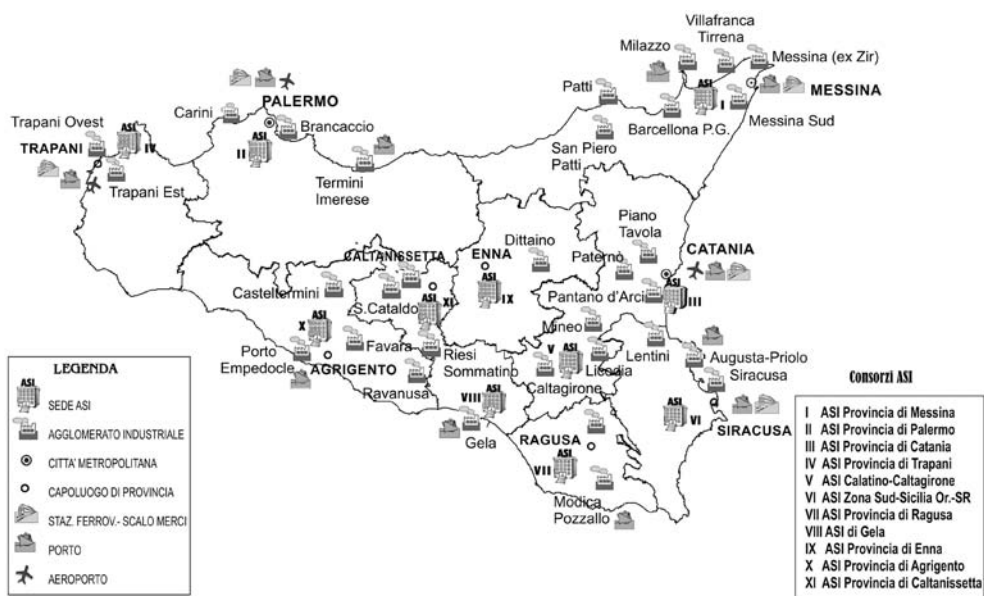 Villafranca
Tirrena
Milazzo
Messina (ex Zir)
ASI
I
MESSINA
Patti
Barcellona P.G.
Messina Sud
San Piero
Patti
PALERMO
Carini
Brancaccio
ASI
II
Termini
Imerese
Trapani Ovest
ASI
IV
TRAPANI
Trapani Est
Piano
Tavola
Dittaino
ENNA
Paternò
CATANIA
ASI
IX
CALTANISSETTA
Casteltermini
S.Cataldo
ASI
XI
Pantano d'Arci
ASI
III
ASI
X
Mineo
Favara
Porto
Empedocle
AGRIGENTO
Riesi
Sommatino
Ravanusa
V
ASI
Licodia
Caltagirone
Lentini
Augusta-Priolo
Siracusa
ASI
VIII
Gela
ASI
VI
SIRACUSA
RAGUSA
ASI
VII
Modica
Pozzallo
LEGENDA
ASI
SEDE ASI
AGGLOMERATO INDUSTRIALE
CITTA' METROPOLITANA
CAPOLUOGO DI PROVINCIA
STAZ. FERROV.- SCALO MERCI
PORTO
AEROPORTO
Consorzi ASI
I ASI Provincia di Messina
II ASI Provincia di Palermo
III ASI Provincia di Catania
IV ASI Provincia di Trapani
V ASI Calatino-Caltagirone
VI ASI Zona Sud-Sicilia Or.-SR
VII ASI Provincia di Ragusa
VIII ASI di Gela
IX ASI Provincia di Enna
X ASI Provincia di Agrigento
XI ASI Provincia di Caltanissetta